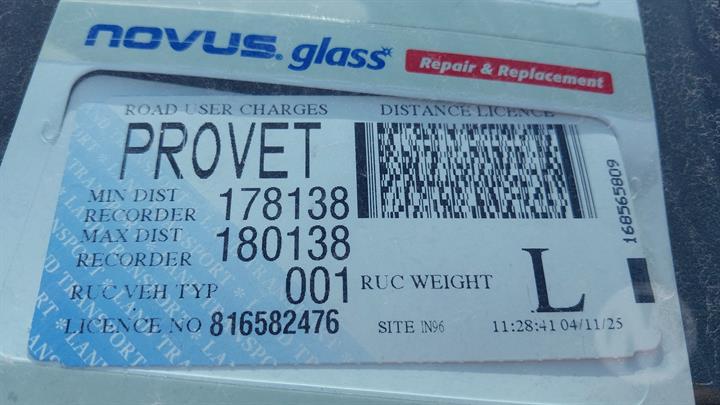 novus. glass
Repair & Replacement
ROAD USER CHARGES DISTANCE LICENCE
PROVET
MIN DIST
RECORDER 178138
MAX DIST
RECORDER 180138
RUC VEH TYP 001 RUC WEIGHT L
LICENCE NO 816582476 SITE IN96 11:28:41 04/11/25
168565809